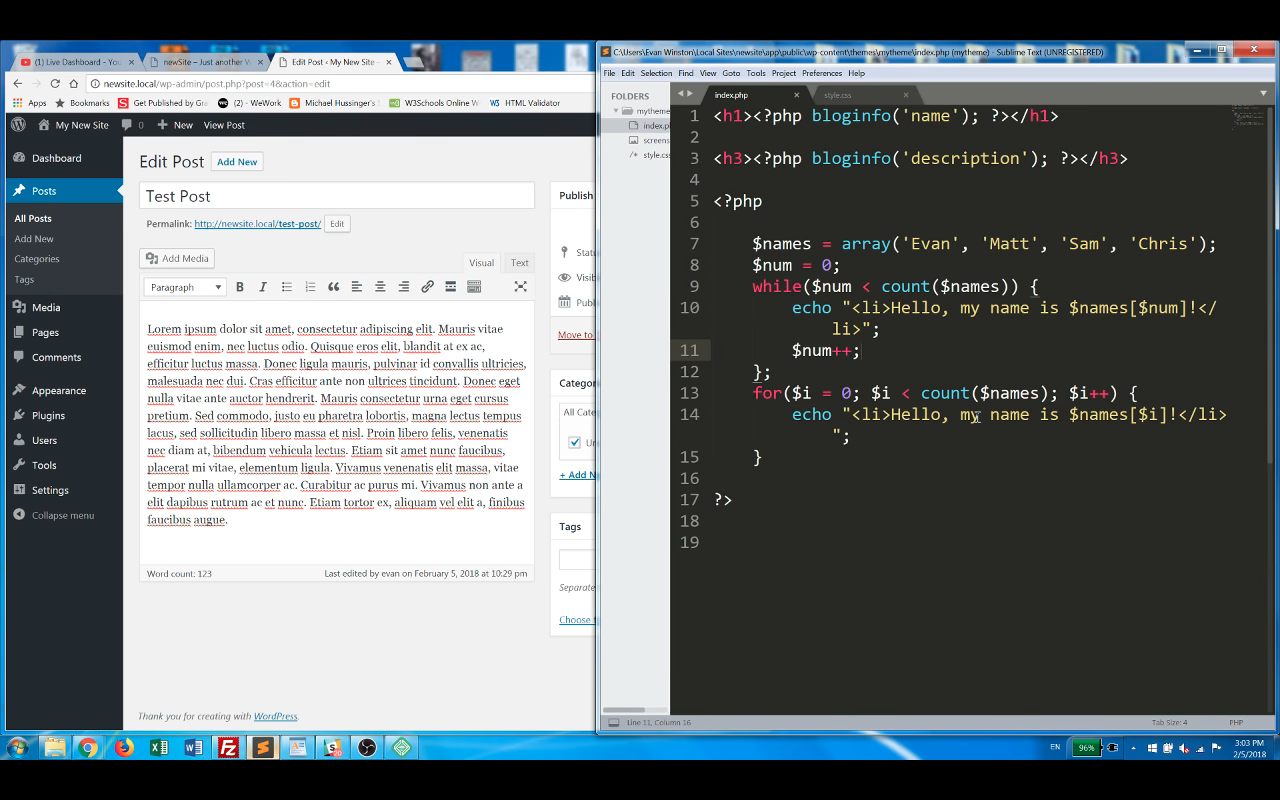 C:\Users\Evan Winston\Local Sites\newsite\app\public\wp-content\themes\mytheme\index.php (mytheme) - Sublime Text (UNREGISTERED)
(1) Live Dashboard - You
newSite – Just another W
Edit Post ‹ My New Site –
newsite.local/wp-admin/post.php?post=4&action=edit
Apps
Bookmarks
Get Published by Gra
(2) - WeWork
Michael Hussinger's
W3Schools Online W
HTML Validator
My New Site
0
New
View Post
Dashboard
Posts
All Posts
Add New
Categories
Tags
Media
Pages
Comments
Appearance
Plugins
Users
Tools
Settings
Collapse menu
Edit Post
Add New
Test Post
Permalink: http://newsite.local/test-post/
Edit
Add Media
Visual
Text
Paragraph
Lorem ipsum dolor sit amet, consectetur adipiscing elit. Mauris vitae
euismod enim, nec luctus odio. Quisque eros elit, blandit at ex ac,
efficitur luctus massa. Donec ligula mauris, pulvinar id convallis ultricies,
malesuada nec dui. Cras efficitur ante non ultrices tincidunt. Donec eget
nulla vitae ante auctor hendrerit. Mauris consectetur urna eget cursus
pretium. Sed commodo, justo eu pharetra lobortis, magna lectus tempus
lacus, sed sollicitudin libero massa et nisl. Proin libero felis, venenatis
nec diam at, bibendum vehicula lectus. Etiam sit amet nunc faucibus,
placerat mi vitae, elementum ligula. Vivamus venenatis elit massa, vitae
tempor nulla ullamcorper ac. Curabitur ac purus mi. Vivamus non ante a
elit dapibus rutrum ac et nunc. Etiam tortor ex, aliquam vel elit a, finibus
faucibus augue.
Word count: 123
Last edited by evan on February 5, 2018 at 10:29 pm
Publish
Statu
Visib
Publi
Move to
Categor
All Cate
Un
+ Add N
Tags
Separate
Choose f
Thank you for creating with WordPress.
File Edit Selection Find View Goto Tools Project Preferences Help
FOLDERS
mytheme
index.p
screens
style.css
index.php
style.css
1 <h1><?php bloginfo('name'); ?></h1>
2
3 <h3><?php bloginfo('description'); ?></h3>
4
5 <?php
6
7 $names = array('Evan', 'Matt', 'Sam', 'Chris');
8 $num = 0;
9 while($num < count($names)) {
10 echo "<li>Hello, my name is $names[$num]!</
li>";
11 $num++;
12 };
13 for($i = 0; $i < count($names); $i++) {
14 echo "<li>Hello, my name is $names[$i]!</li>
";
15 }
16
17 ?>
18
19
Line 11, Column 16
Tab Size: 4
PHP
EN
96%
3:03 PM
2/5/2018